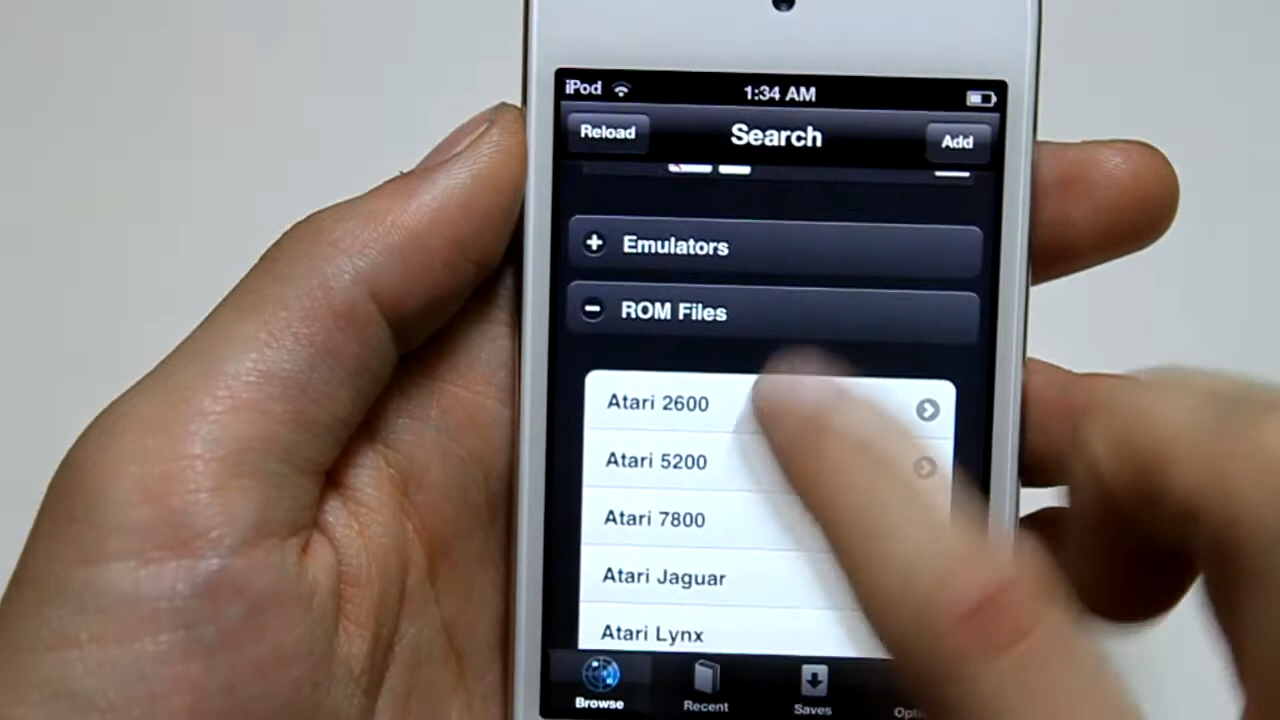 iPod 1:34 AM
Reload Search Add
Emulators
ROM Files
Atari 2600
Atari 5200
Atari 7800
Atari Jaguar
Atari Lynx
Browse Recent Saves